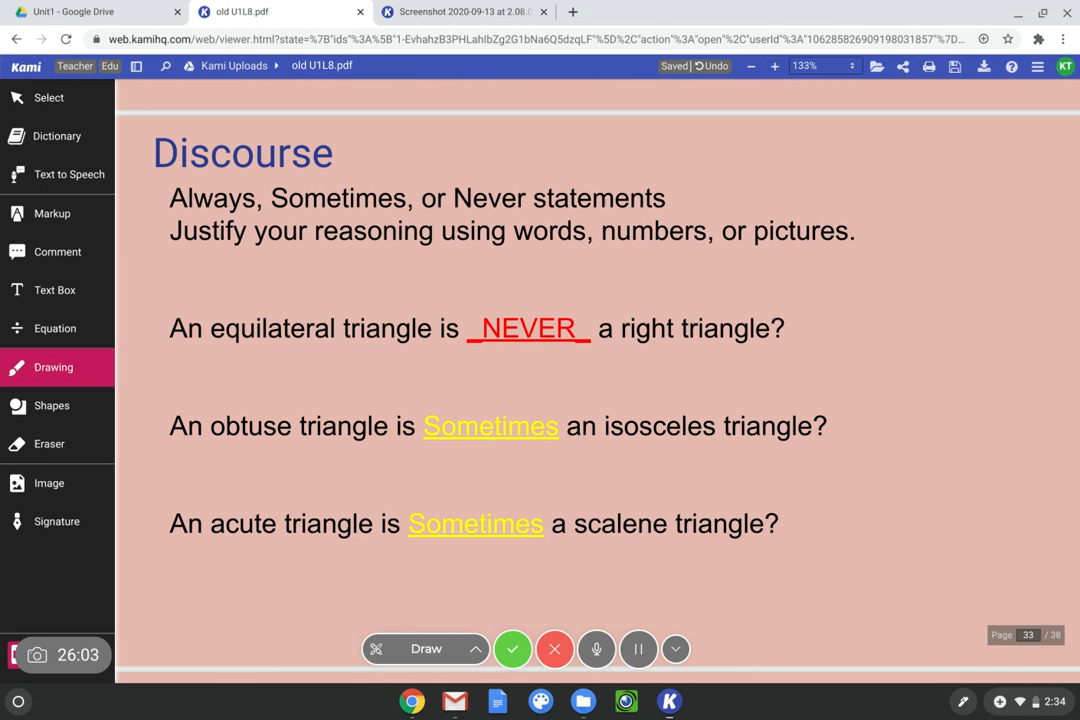 Unit1 - Google Drive
old U1L8.pdf
Screenshot 2020-09-13 at 2.08.0
web.kamihq.com/web/viewer.html?state=%7B"ids"%3A%5B"1-EvhahzB3PHLahIbZg2G1bNa6Q5dzqLF"%5D%2C"action"%3A"open"%2C"userId"%3A"106285826909198031857"%7D...
Kami Teacher Edu Kami Uploads old U1L8.pdf Saved Undo 133% KT
Select
Dictionary
Text to Speech
Markup
Comment
Text Box
Equation
Drawing
Shapes
Eraser
Image
Signature
Discourse
Always, Sometimes, or Never statements
Justify your reasoning using words, numbers, or pictures.
An equilateral triangle is _NEVER_ a right triangle?
An obtuse triangle is Sometimes an isosceles triangle?
An acute triangle is Sometimes a scalene triangle?
Page 33 / 38
26:03
Draw
2:34